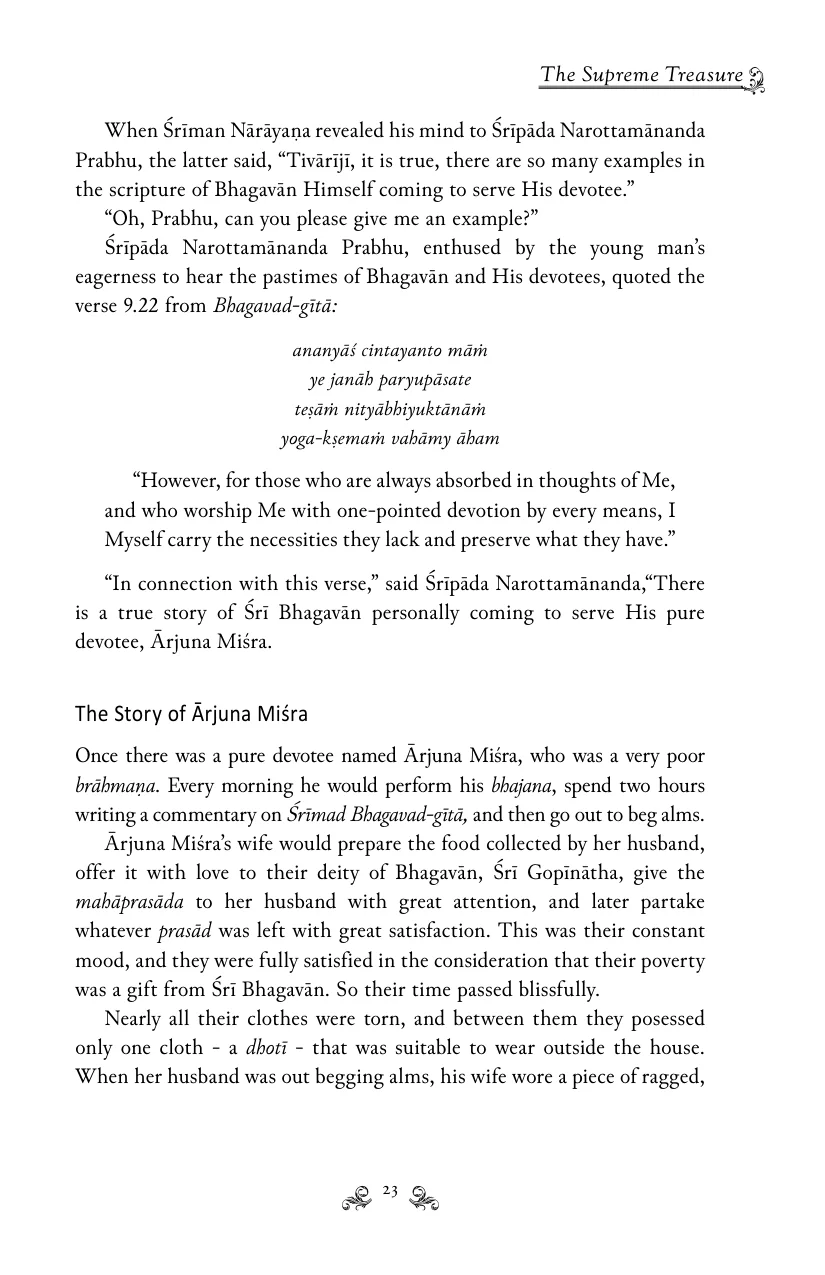 The Supreme Treasure
When Śrīman Nārāyaṇa revealed his mind to Śrīpāda Narottamānanda
Prabhu, the latter said, “Tivārījī, it is true, there are so many examples in
the scripture of Bhagavān Himself coming to serve His devotee.”
“Oh, Prabhu, can you please give me an example?”
Śrīpāda Narottamānanda Prabhu, enthused by the young man’s
eagerness to hear the pastimes of Bhagavān and His devotees, quoted the
verse 9.22 from Bhagavad-gītā:
ananyāś cintayanto māṁ
ye janāh paryupāsate
teṣāṁ nityābhiyuktānāṁ
yoga-kṣemaṁ vahāmy āham
“However, for those who are always absorbed in thoughts of Me,
and who worship Me with one-pointed devotion by every means, I
Myself carry the necessities they lack and preserve what they have.”
“In connection with this verse,” said Śrīpāda Narottamānanda,“There
is a true story of Śrī Bhagavān personally coming to serve His pure
devotee, Ārjuna Miśra.
The Story of Ārjuna Miśra
Once there was a pure devotee named Ārjuna Miśra, who was a very poor
brāhmaṇa. Every morning he would perform his bhajana, spend two hours
writing a commentary on Śrīmad Bhagavad-gītā, and then go out to beg alms.
Ārjuna Miśra’s wife would prepare the food collected by her husband,
offer it with love to their deity of Bhagavān, Śrī Gopīnātha, give the
mahāprasāda to her husband with great attention, and later partake
whatever prasād was left with great satisfaction. This was their constant
mood, and they were fully satisfied in the consideration that their poverty
was a gift from Śrī Bhagavān. So their time passed blissfully.
Nearly all their clothes were torn, and between them they posessed
only one cloth - a dhotī - that was suitable to wear outside the house.
When her husband was out begging alms, his wife wore a piece of ragged,
23